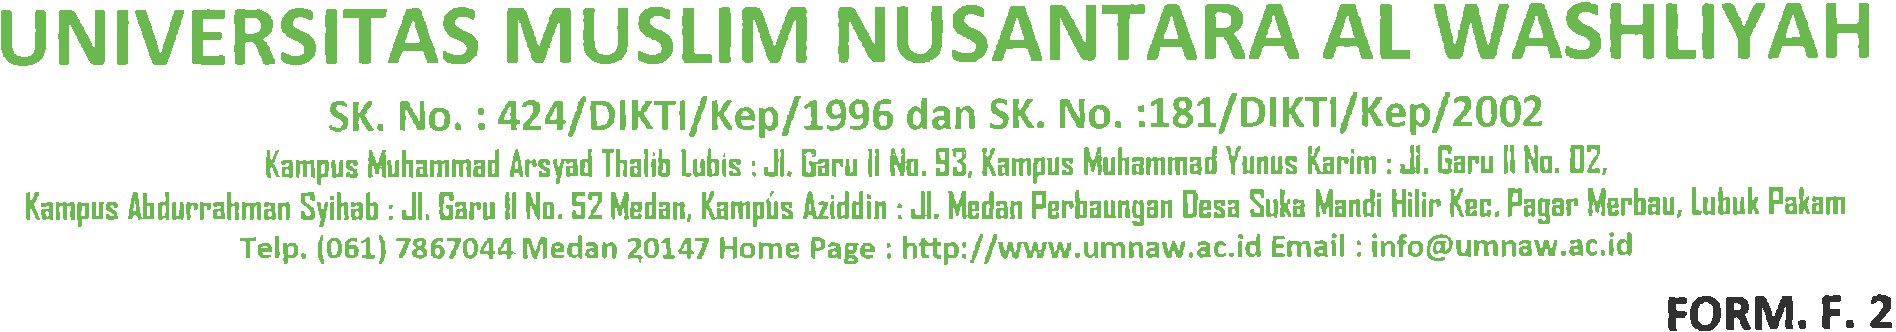 UNIVERSITAS MUSLIM NUSANTARA AL WASHLIYAH
SK. No. : 424/DIKTI/Kep/1996 dan SK. No. :181/DIKTI/Kep/2002
Kampus Muhammad Arsyad Thalib Lubis : Jl. Garu II No. 93, Kampus Muhammad Yunus Karim : Jl. Garu II No. 02,
Kampus Abdurrahman Syihab : Jl. Garu II No. 52 Medan, Kampus Aziddin : Jl. Medan Perbaungan Desa Suka Mandi Hilir Kec. Pagar Merbau, Lubuk Pakam
Telp. (061) 7867044 Medan 20147 Home Page : http://www.umnaw.ac.id Email : info@umnaw.ac.id
FORM. F. 2